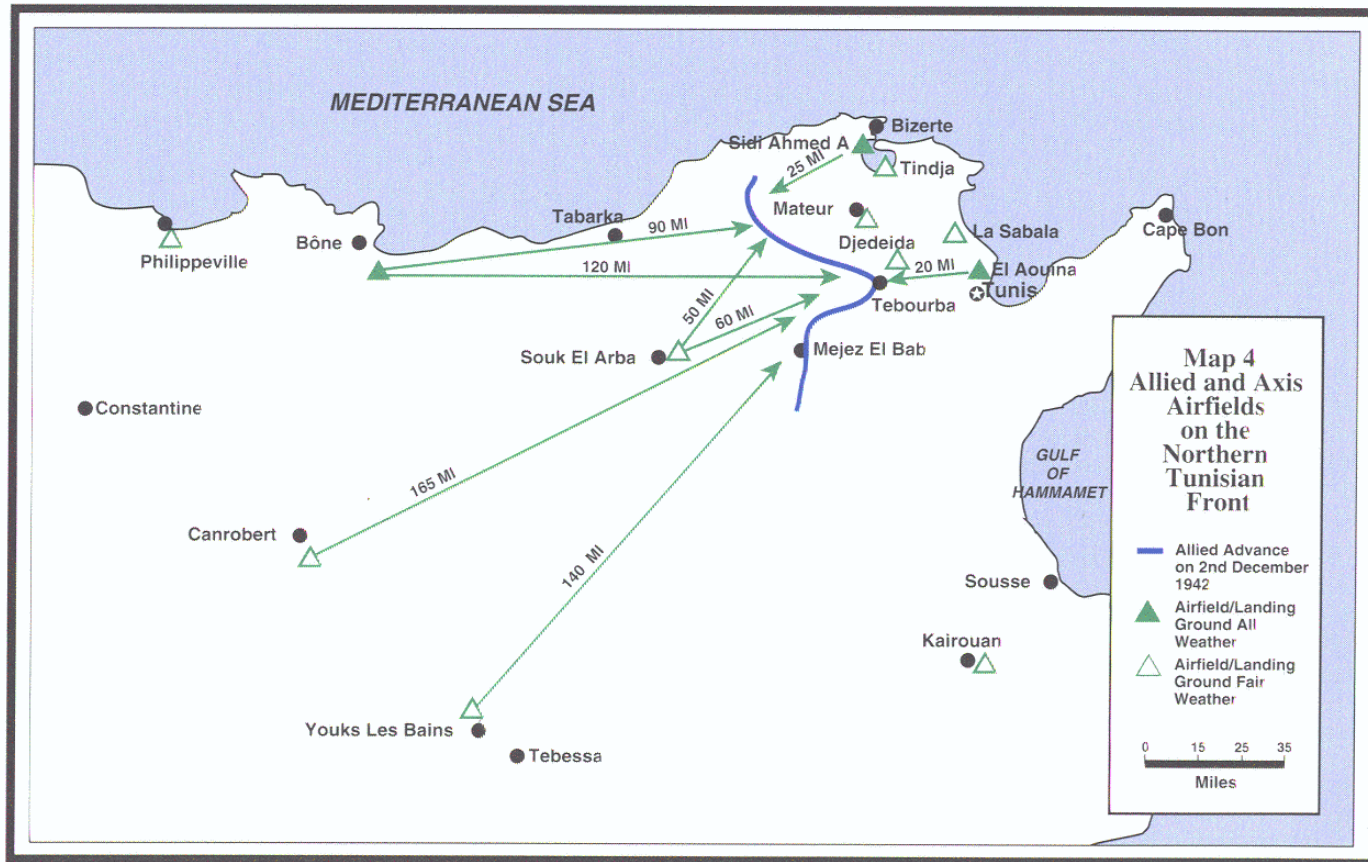 MEDITERRANEAN SEA
Bizerte
Sidi Ahmed A
25 MI
Tindja
Mateur
Tabarka
90 MI
Bône
Philippeville
Djedeida
La Sabala
Cape Bon
120 MI
20 MI
El Aouina
Tunis
Tebourba
50 MI
60 MI
Souk El Arba
Mejez El Bab
Constantine
165 MI
Canrobert
140 MI
GULF
OF
HAMMAMET
Sousse
Kairouan
Youks Les Bains
Tebessa
Map 4
Allied and Axis
Airfields
on the
Northern
Tunisian
Front
Allied Advance
on 2nd December
1942
Airfield/Landing
Ground All
Weather
Airfield/Landing
Ground Fair
Weather
0 15 25 35
Miles